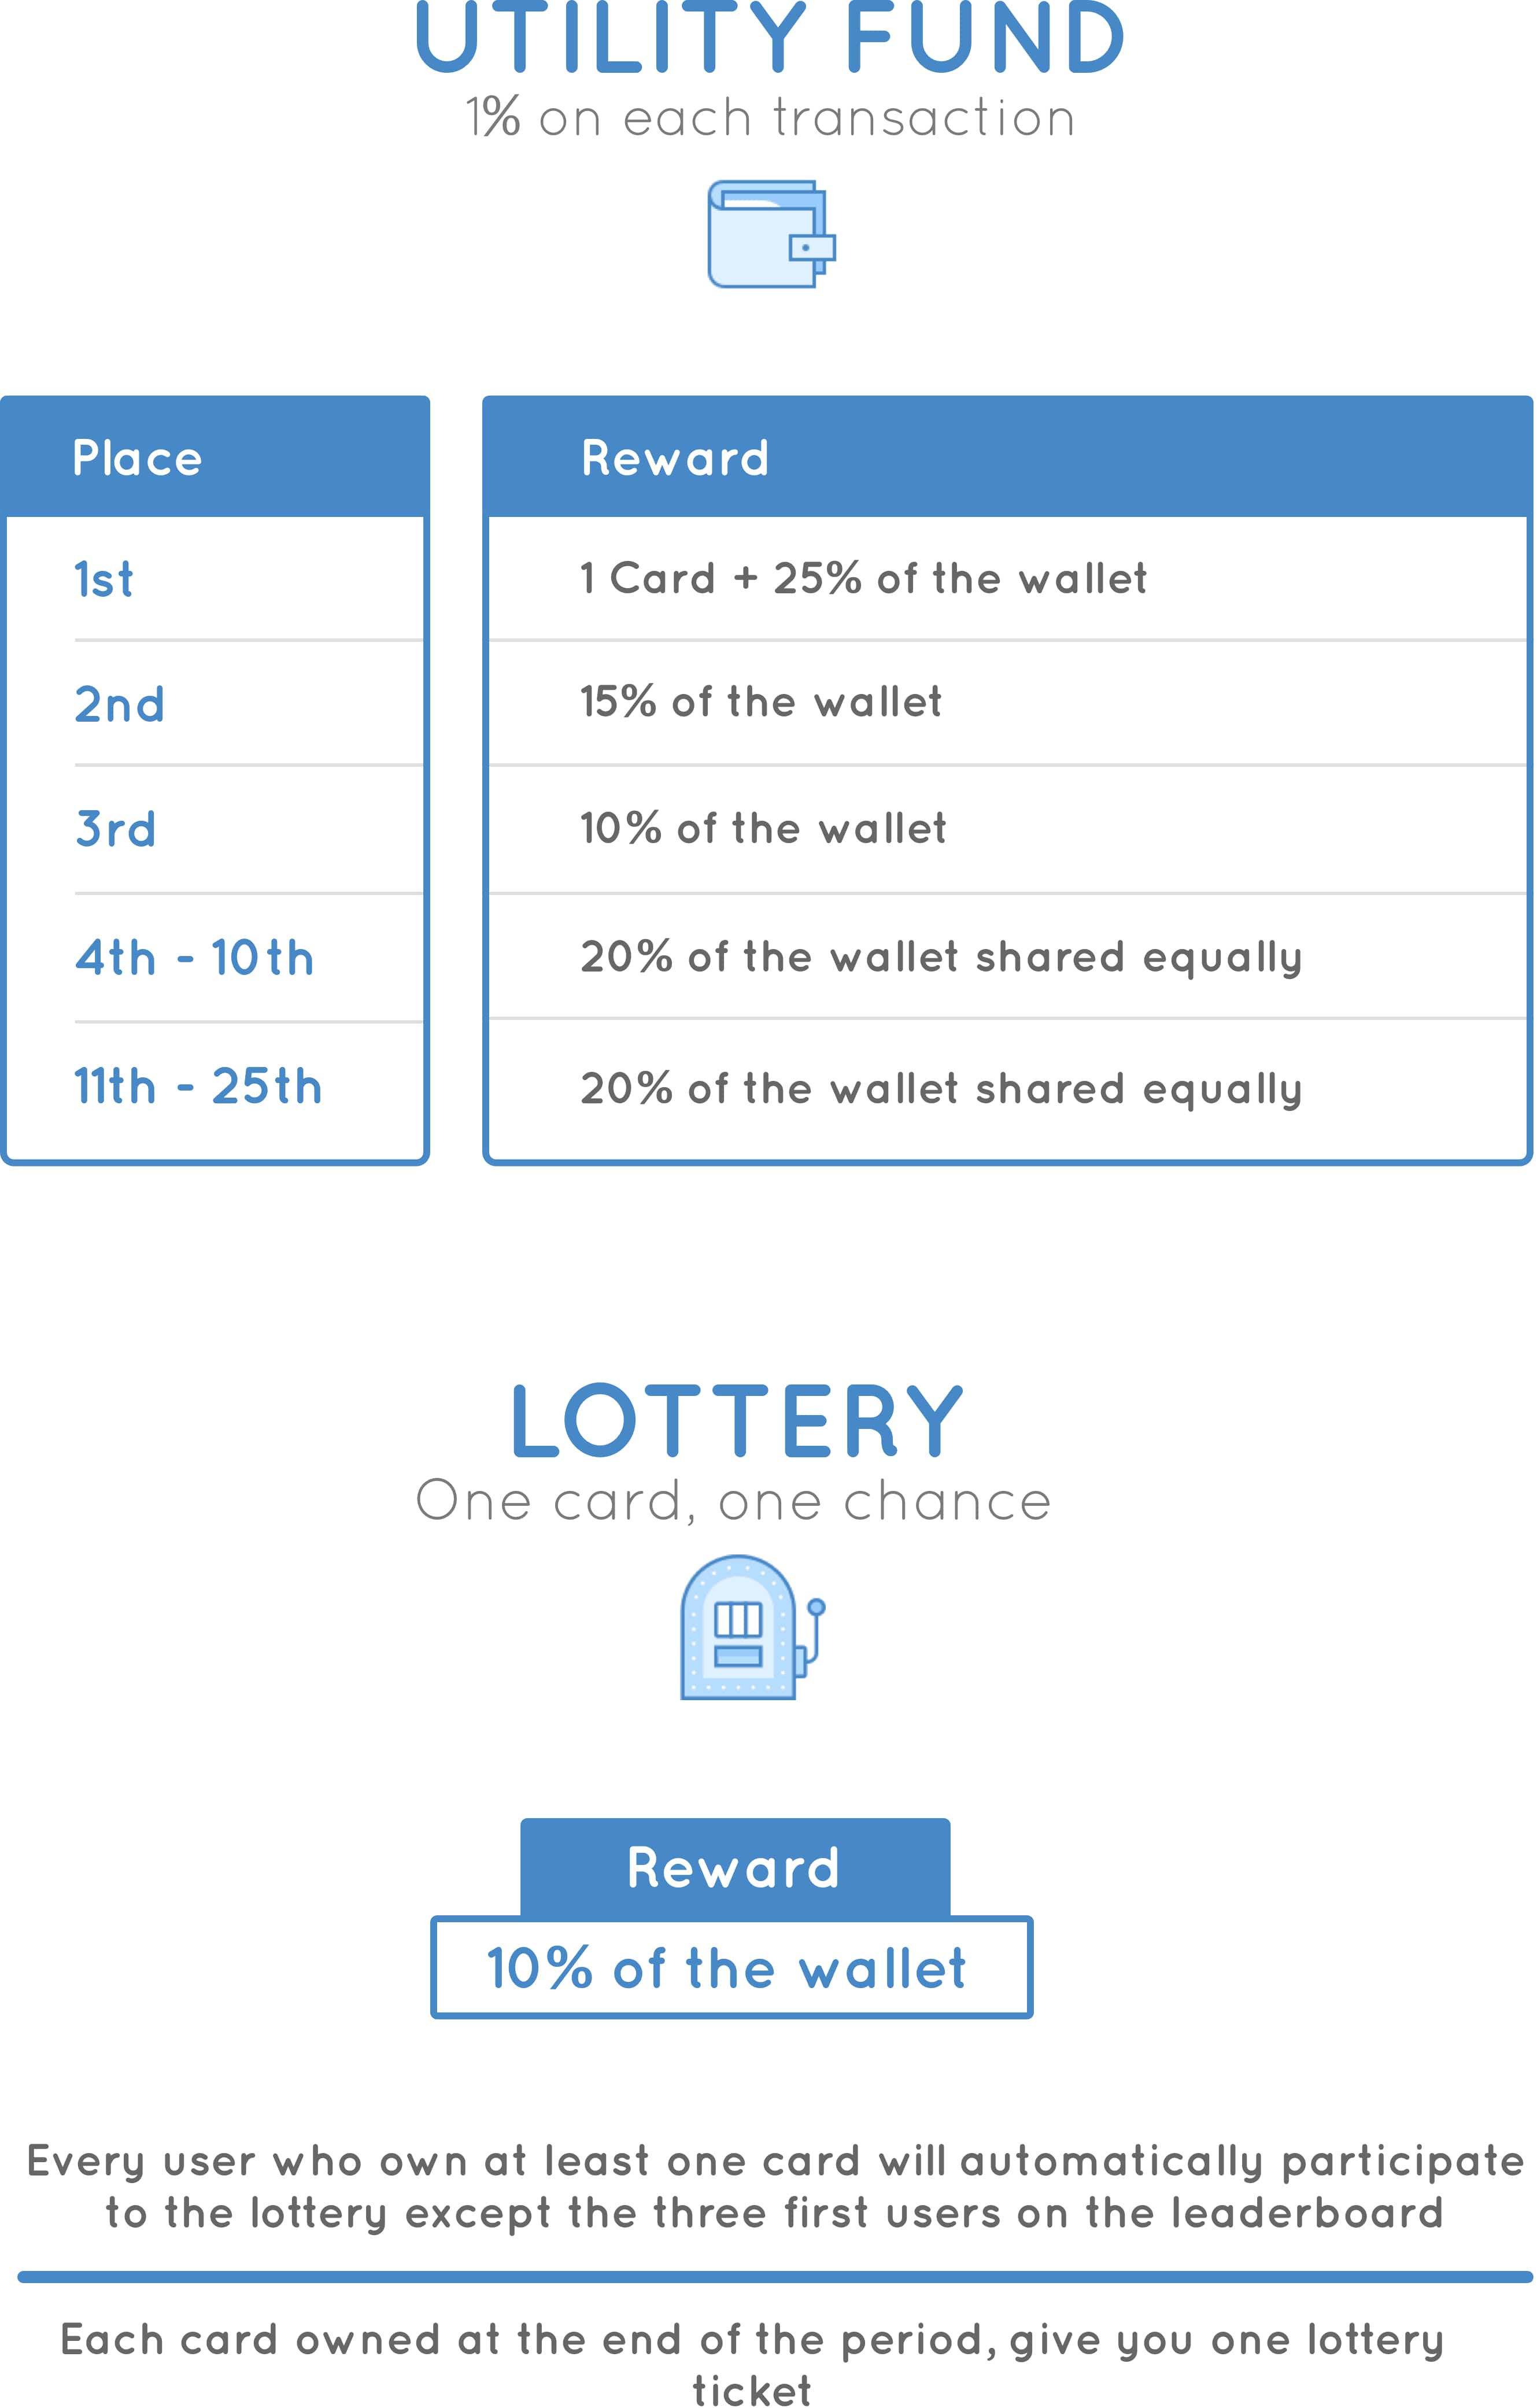 UTILITY FUND
1% on each transaction
Place
Reward
1st
1 Card + 25% of the wallet
2nd
15% of the wallet
3rd
10% of the wallet
4th - 10th
20% of the wallet shared equally
11th - 25th
20% of the wallet shared equally
LOTTERY
One card, one chance
Reward
10% of the wallet
Every user who own at least one card will automatically participate
to the lottery except the three first users on the leaderboard
Each card owned at the end of the period, give you one lottery
ticket